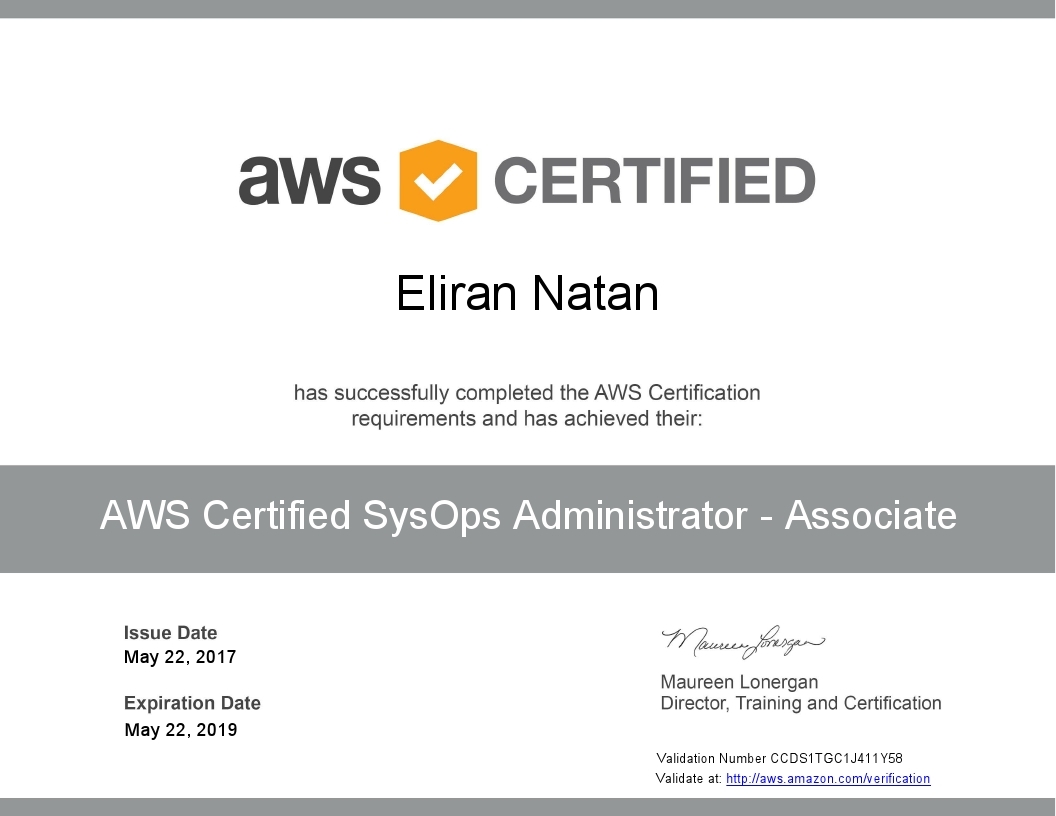 aws CERTIFIED
Eliran Natan
has successfully completed the AWS Certification
requirements and has achieved their:
AWS Certified SysOps Administrator - Associate
Issue Date
May 22, 2017
Expiration Date
May 22, 2019
Maureen Lonergan
Maureen Lonergan
Director, Training and Certification
Validation Number CCDS1TGC1J411Y58
Validate at: http://aws.amazon.com/verification